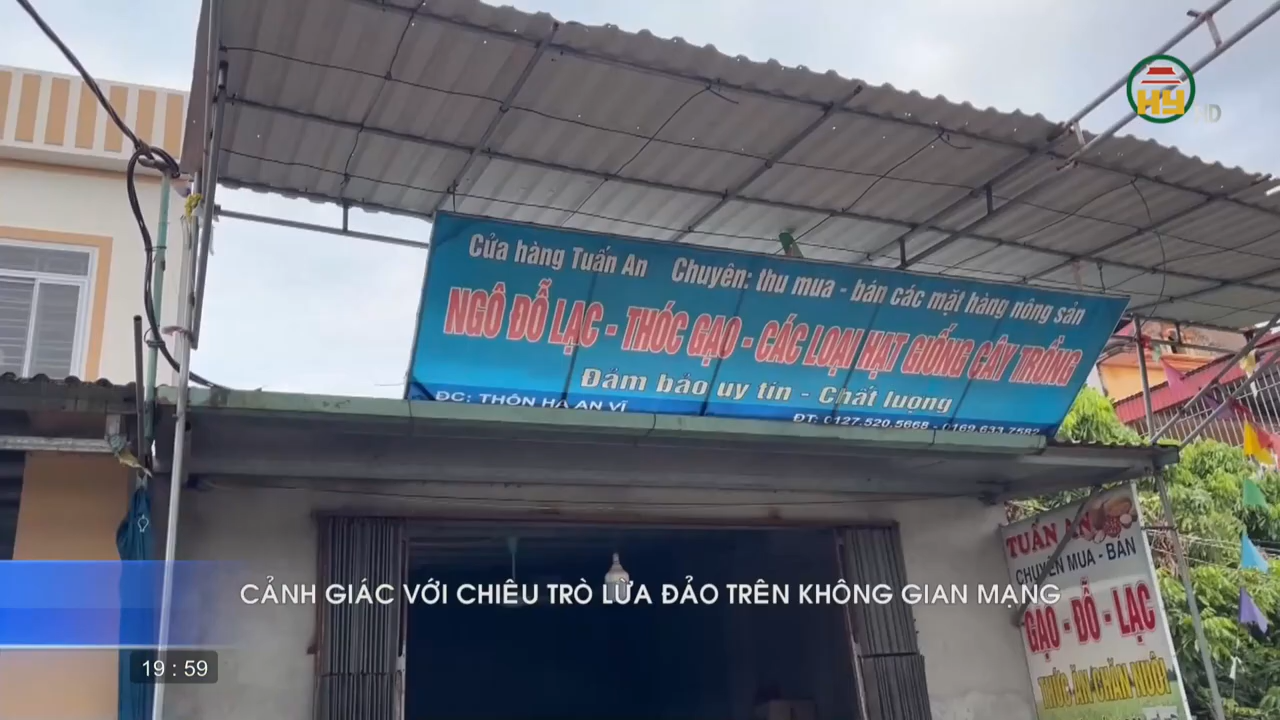 HY HD
Cửa hàng Tuấn An Chuyên: thu mua - bán các mặt hàng nông sản
NGÔ ĐỖ LẠC - THÓC GẠO - CÁC LOẠI HẠT GIỐNG CÂY TRỒNG
Đảm bảo uy tín - Chất lượng
ĐC: THÔN HÀ AN VĨ
ĐT: 0127.520.5668 - 0169.633.7582
TUẤN AN
CHUYÊN MUA - BÁN
GẠO - ĐỖ - LẠC
THỨC ĂN CHĂN NUÔI
CẢNH GIÁC VỚI CHIÊU TRÒ LỪA ĐẢO TRÊN KHÔNG GIAN MẠNG
19 : 59